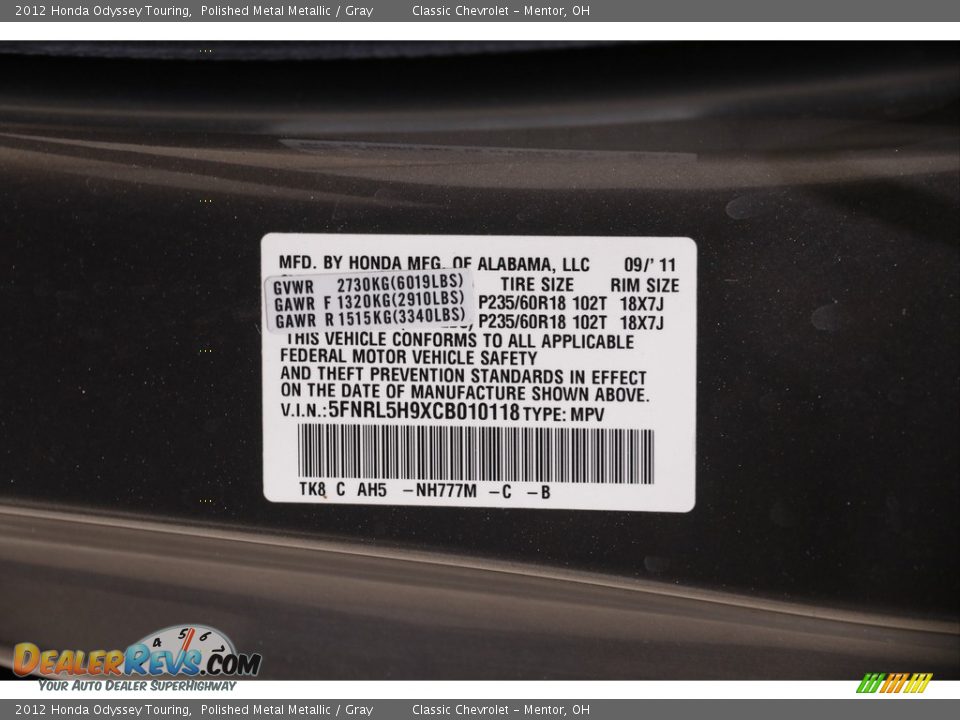 2012 Honda Odyssey Touring, Polished Metal Metallic / Gray Classic Chevrolet - Mentor, OH
MFD. BY HONDA MFG. OF ALABAMA, LLC 09/' 11
GVWR 2730KG(6019LBS) TIRE SIZE RIM SIZE
GAWR F 1320KG(2910LBS) P235/60R18 102T 18X7J
GAWR R 1515KG(3340LBS) P235/60R18 102T 18X7J
THIS VEHICLE CONFORMS TO ALL APPLICABLE
FEDERAL MOTOR VEHICLE SAFETY
AND THEFT PREVENTION STANDARDS IN EFFECT
ON THE DATE OF MANUFACTURE SHOWN ABOVE.
V.I.N.: 5FNRL5H9XCB010118 TYPE: MPV
TK8 C AH5 -NH777M -C -B
4 5 6
DEALERREVS.COM
YOUR AUTO DEALER SUPERHIGHWAY
2012 Honda Odyssey Touring, Polished Metal Metallic / Gray Classic Chevrolet - Mentor, OH